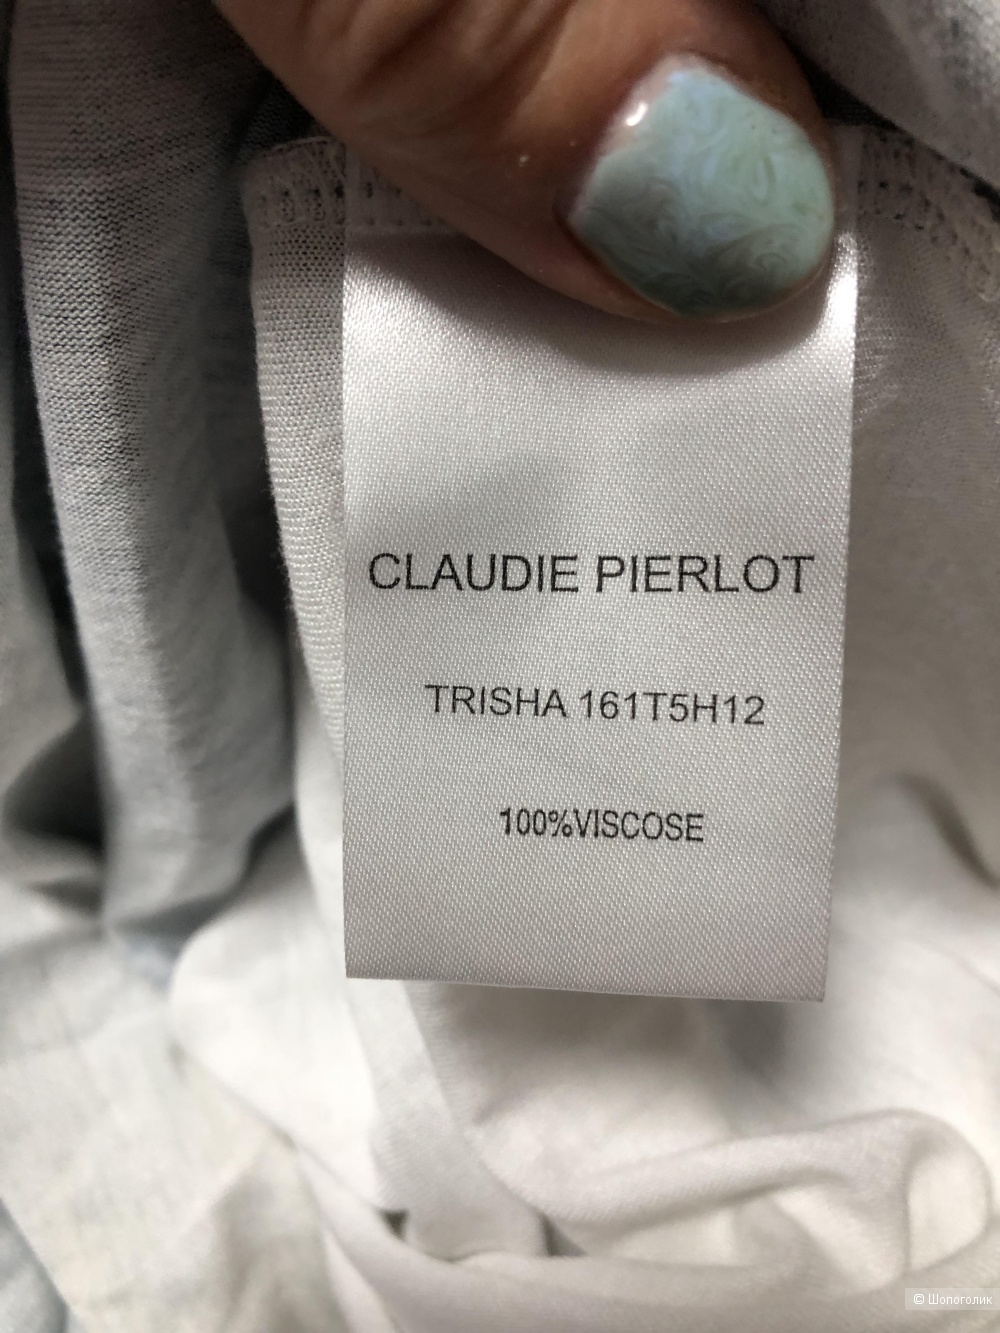 CLAUDIE PIERLOT
TRISHA 161T5H12
100%VISCOSE
© Шопоголик